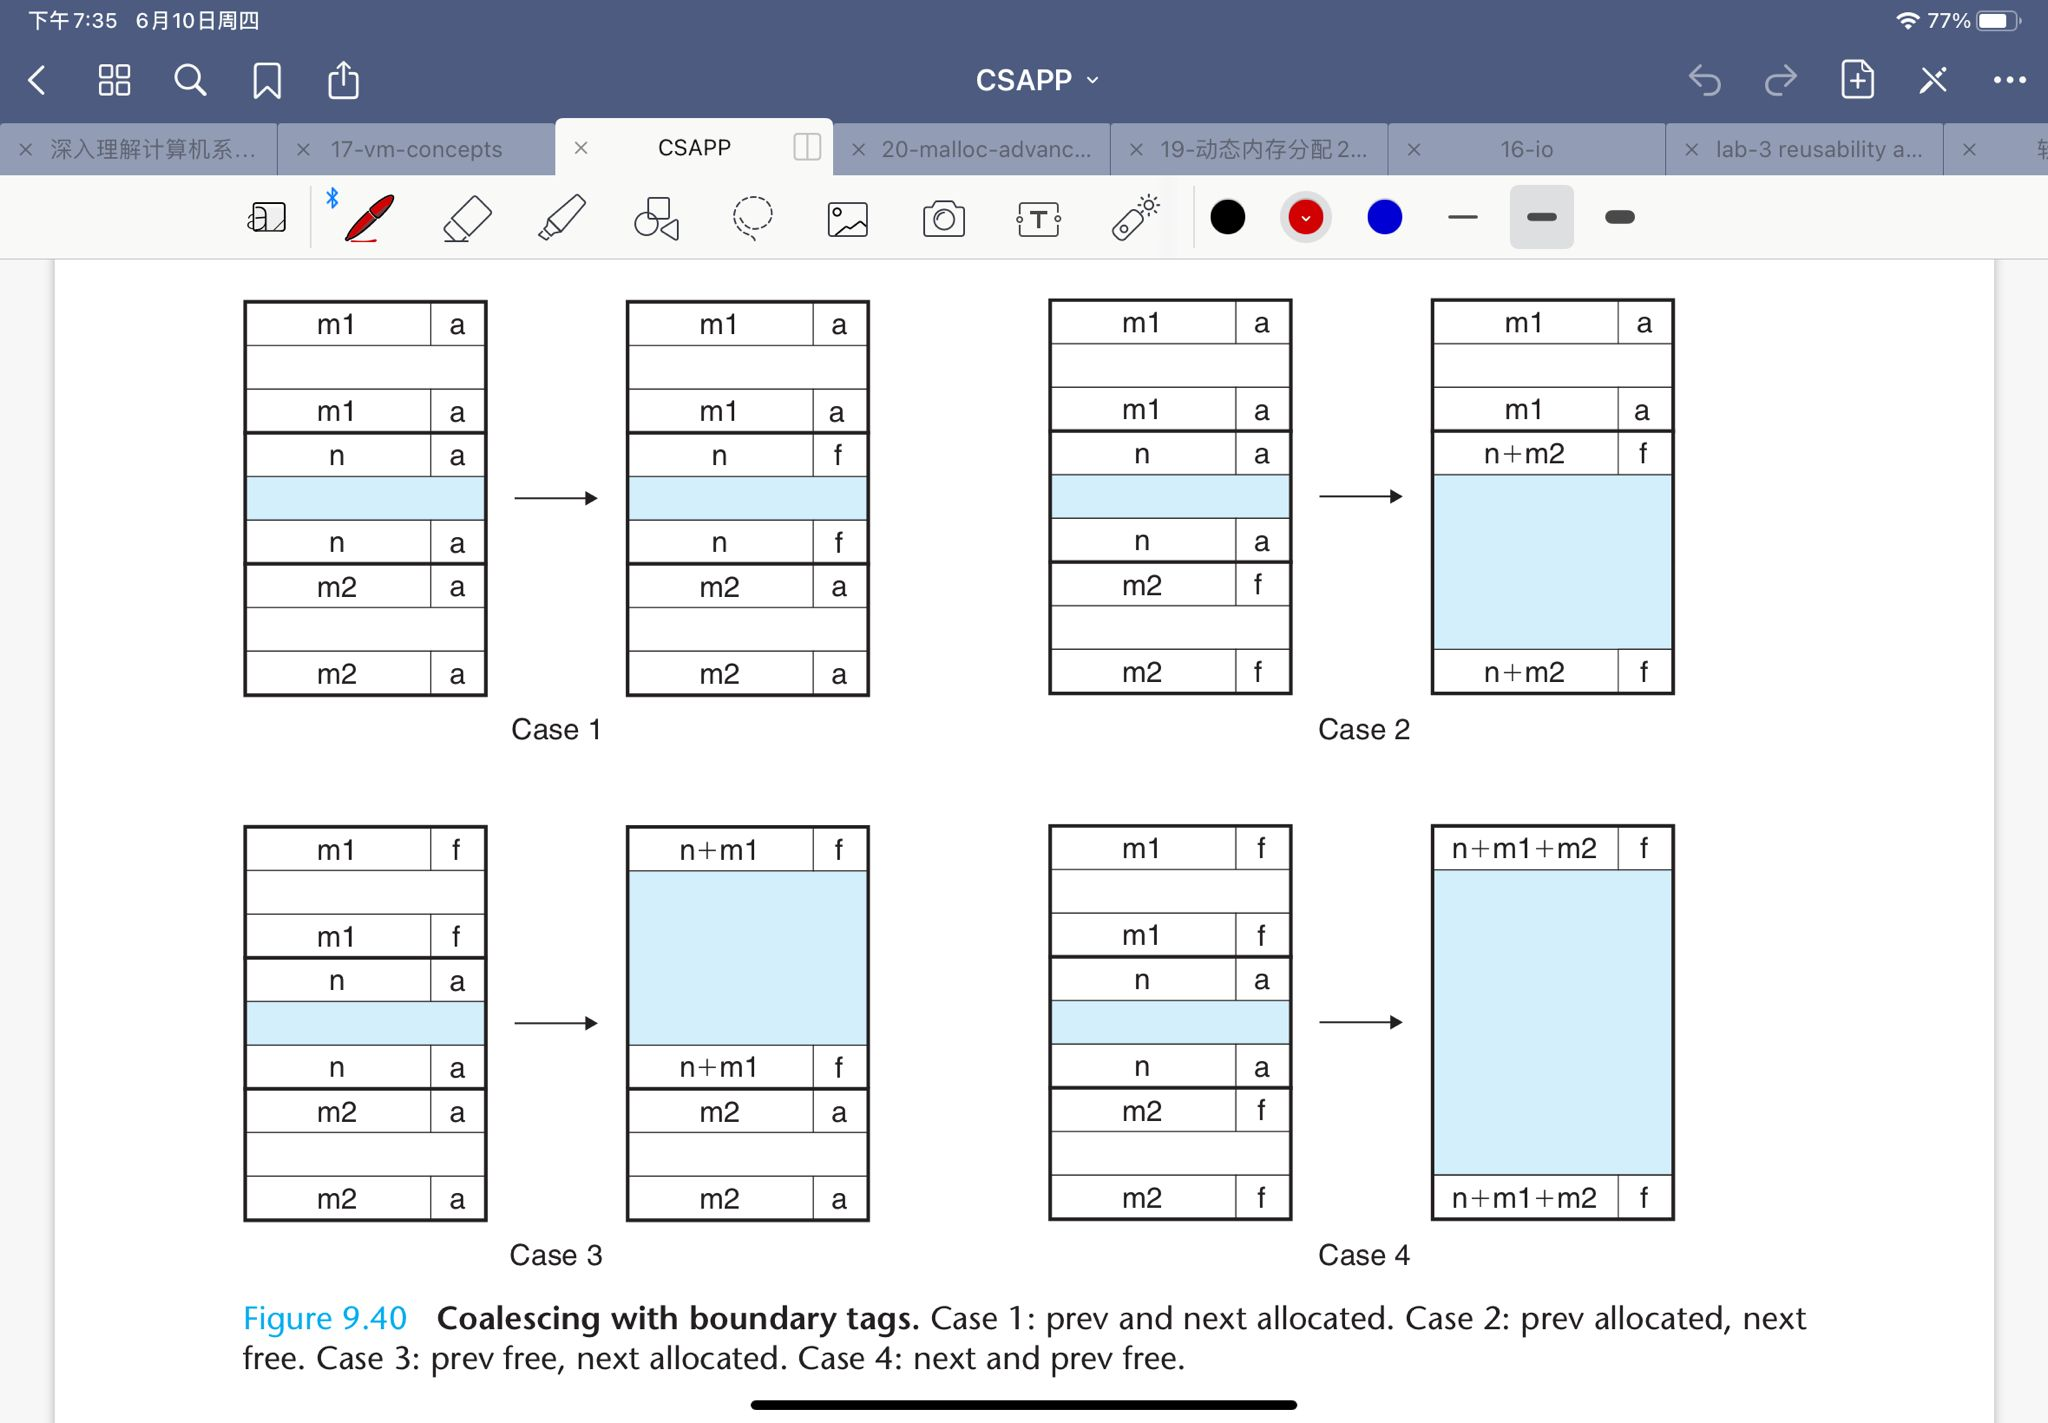 下午7:35 6月10日周四
77%
CSAPP
深入理解计算机系...
17-vm-concepts
CSAPP
20-malloc-advanc...
19-动态内存分配 2...
16-io
lab-3 reusability a...
m1 a m1 a m1 a m1 a
m1 a m1 a m1 a m1 a
n a n f n a n+m2 f
n a n f n a
m2 a m2 a m2 f
m2 a m2 a m2 f n+m2 f
Case 1 Case 2
m1 f n+m1 f m1 f n+m1+m2 f
m1 f m1 f
n a n a
n a n+m1 f n a
m2 a m2 a m2 f
m2 a m2 a m2 f n+m1+m2 f
Case 3 Case 4
Figure 9.40 Coalescing with boundary tags. Case 1: prev and next allocated. Case 2: prev allocated, next
free. Case 3: prev free, next allocated. Case 4: next and prev free.